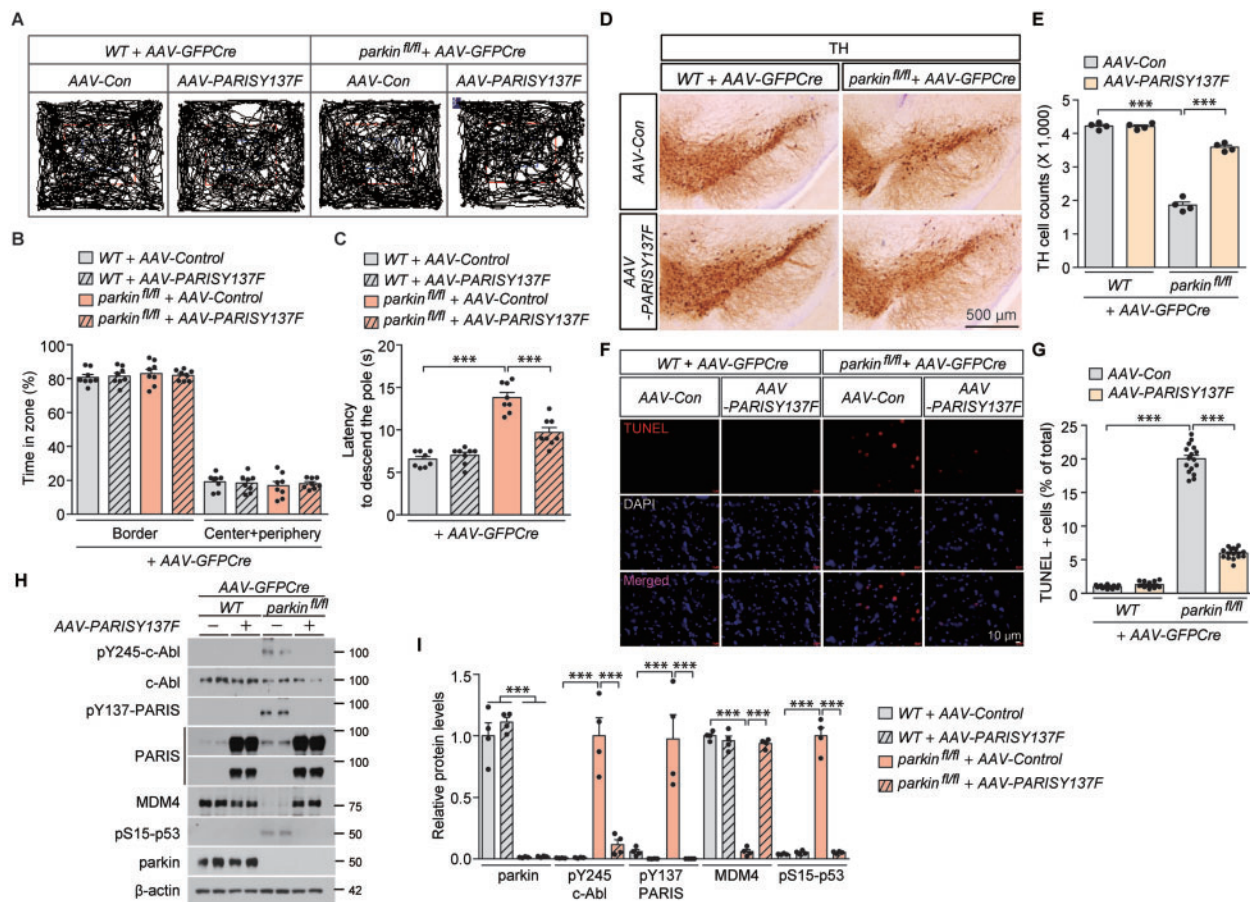 A
WT + AAV-GFPCre
parkin fl/fl + AAV-GFPCre
AAV-Con
AAV-PARISY137F
AAV-Con
AAV-PARISY137F
B
WT + AAV-Control
WT + AAV-PARISY137F
parkin fl/fl + AAV-Control
parkin fl/fl + AAV-PARISY137F
Time in zone (%)
100
80
60
40
20
0
Border
Center+periphery
+ AAV-GFPCre
C
WT + AAV-Control
WT + AAV-PARISY137F
parkin fl/fl + AAV-Control
parkin fl/fl + AAV-PARISY137F
Latency
to descend the pole (s)
20
15
10
5
0
***
***
+ AAV-GFPCre
D
TH
WT + AAV-GFPCre
parkin fl/fl + AAV-GFPCre
AAV-Con
AAV
-PARISY137F
500 µm
E
AAV-Con
AAV-PARISY137F
TH cell counts (X 1,000)
6
4
2
1
0
***
***
WT
parkin fl/fl
+ AAV-GFPCre
F
WT + AAV-GFPCre
parkin fl/fl + AAV-GFPCre
AAV-Con
AAV
-PARISY137F
AAV-Con
AAV
-PARISY137F
TUNEL
DAPI
Merged
10 µm
G
AAV-Con
AAV-PARISY137F
TUNEL + cells (% of total)
25
20
15
10
5
0
***
***
WT
parkin fl/fl
+ AAV-GFPCre
H
AAV-GFPCre
WT
parkin fl/fl
AAV-PARISY137F
− + − +
pY245-c-Abl
100
c-Abl
100
pY137-PARIS
100
PARIS
100
100
MDM4
75
pS15-p53
50
parkin
50
β-actin
42
I
Relative protein levels
1.5
1.0
0.5
0.0
***
*** ***
*** ***
*** ***
*** ***
parkin
pY245
c-Abl
pY137
PARIS
MDM4
pS15-p53
WT + AAV-Control
WT + AAV-PARISY137F
parkin fl/fl + AAV-Control
parkin fl/fl + AAV-PARISY137F